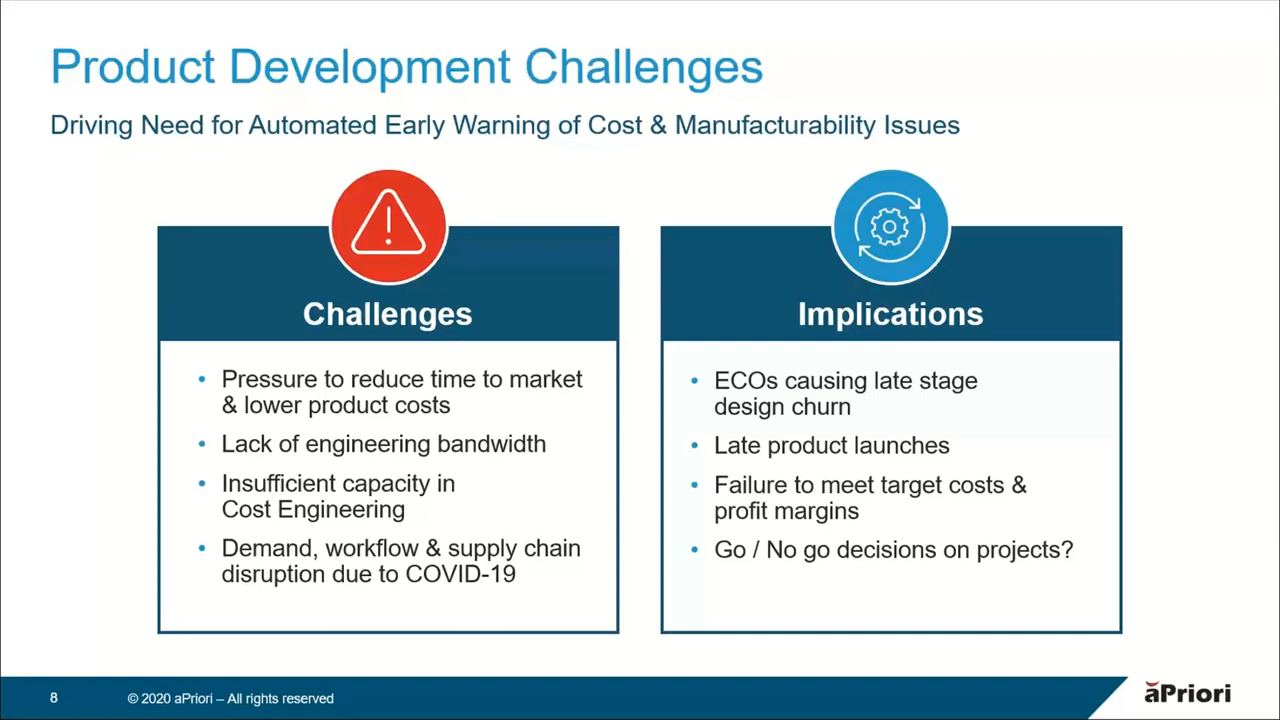 Product Development Challenges
Driving Need for Automated Early Warning of Cost & Manufacturability Issues
Challenges
• Pressure to reduce time to market
& lower product costs
• Lack of engineering bandwidth
• Insufficient capacity in
Cost Engineering
• Demand, workflow & supply chain
disruption due to COVID-19
Implications
• ECOs causing late stage
design churn
• Late product launches
• Failure to meet target costs &
profit margins
• Go / No go decisions on projects?
8
© 2020 aPriori – All rights reserved
aPriori